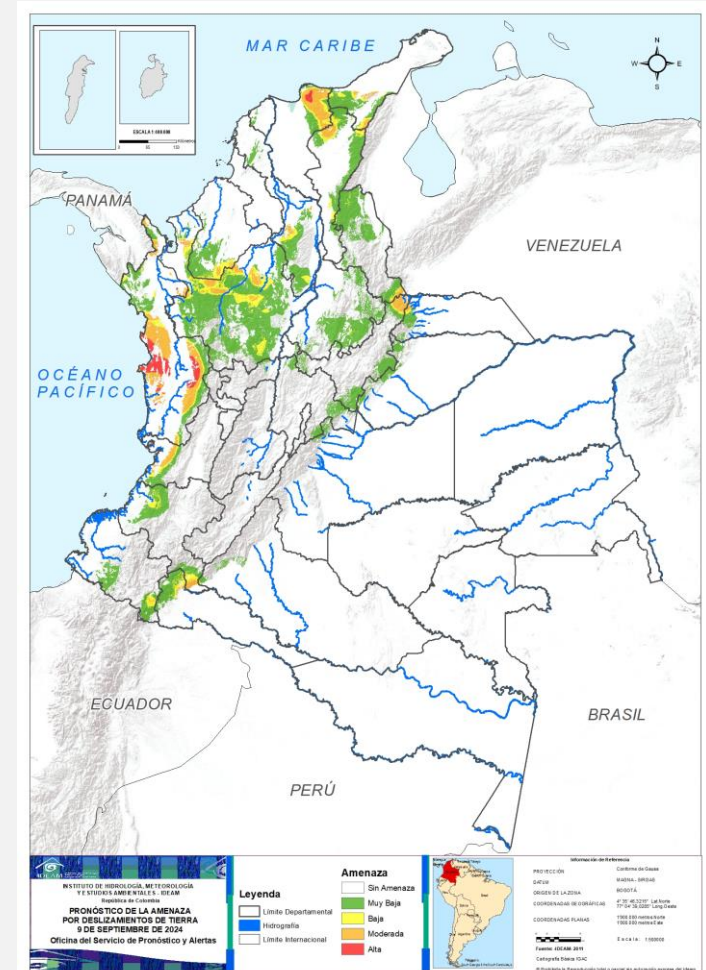 MAR CARIBE
N
W
E
S
PANAMÁ
VENEZUELA
OCÉANO
PACÍFICO
ECUADOR
BRASIL
PERÚ
IDEAM
INSTITUTO DE HIDROLOGÍA, METEOROLOGÍA
Y ESTUDIOS AMBIENTALES - IDEAM
República de Colombia
PRONÓSTICO DE LA AMENAZA
POR DESLIZAMIENTOS DE TIERRA
9 DE SEPTIEMBRE DE 2024
Oficina del Servicio de Pronóstico y Alertas
Leyenda
Límite Departamental
Hidrografía
Límite Internacional
Amenaza
Sin Amenaza
Muy Baja
Baja
Moderada
Alta
Información de Referencia
PROYECCIÓN
Conforme de Gauss
DATUM
ORIGEN DE LA ZONA
BOGOTÁ
COORDENADAS GEOGRÁFICAS
COORDENADAS PLANAS
Escala:
Cartografía Básica IGAC